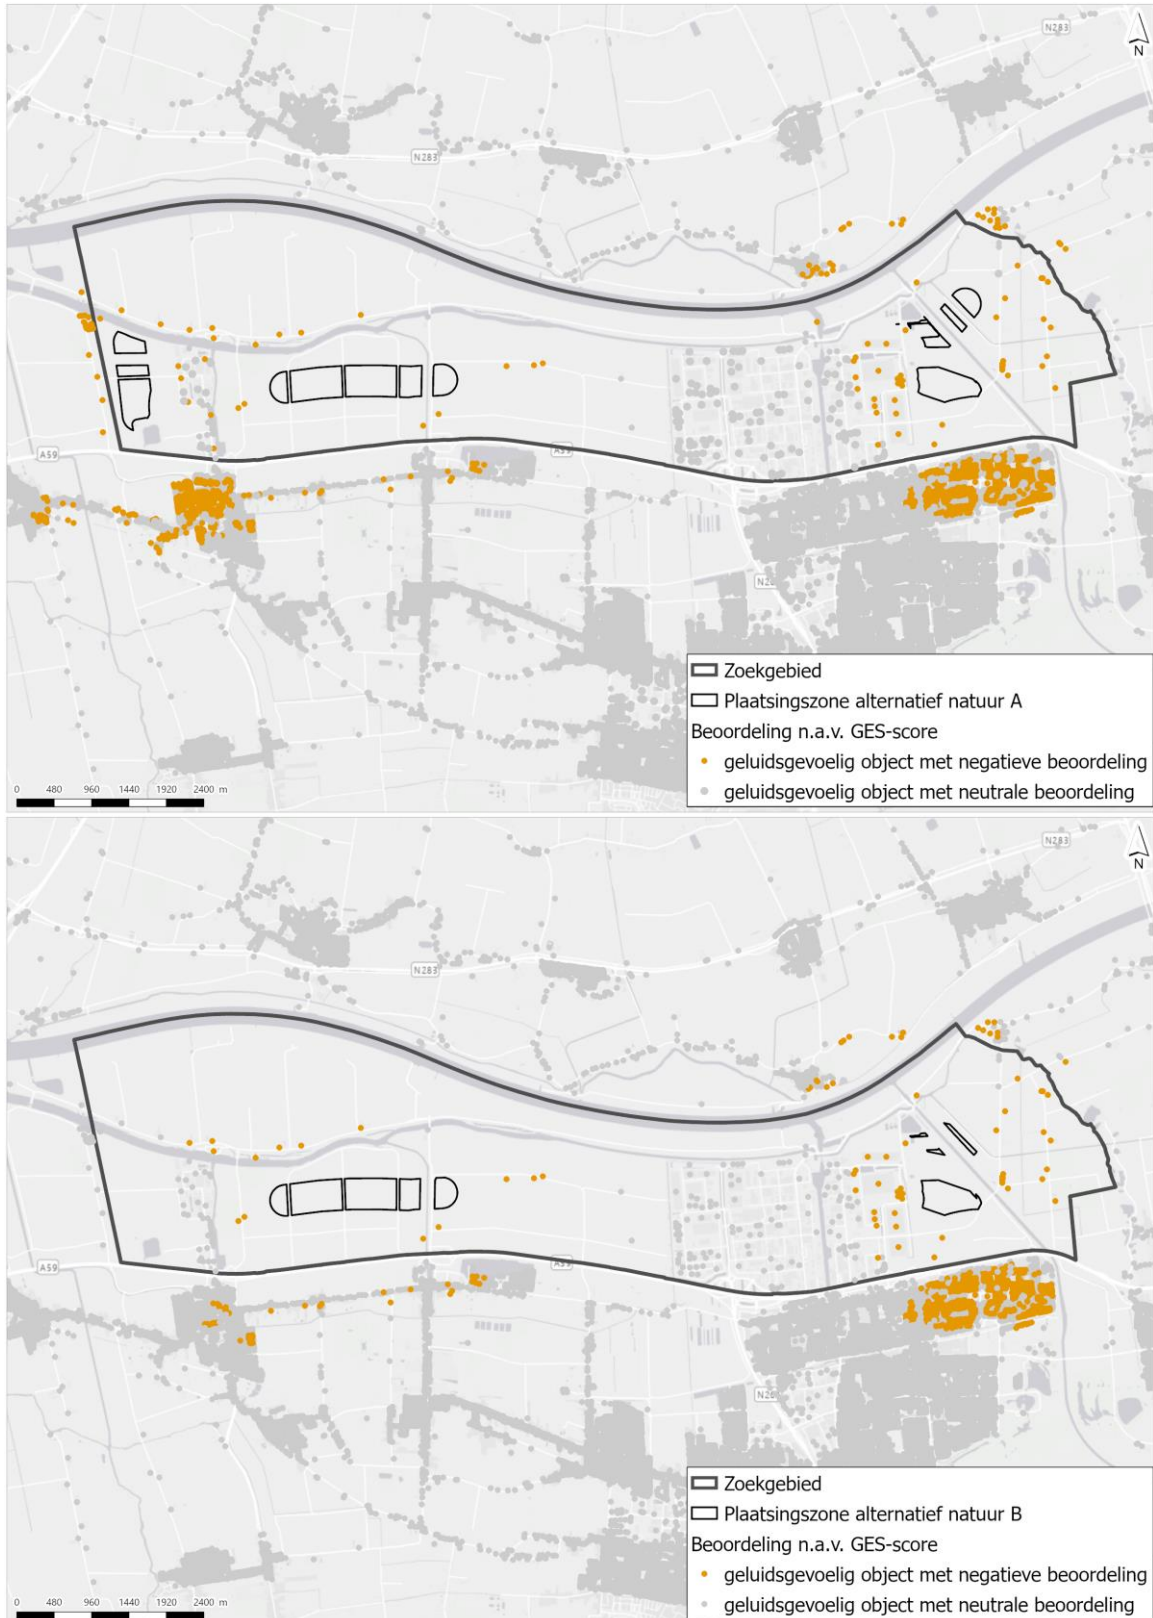 N283
N
N283
A59
A59
Zoekgebied
Plaatsingszone alternatief natuur A
Beoordeling n.a.v. GES-score
geluidsgevoelig object met negatieve beoordeling
geluidsgevoelig object met neutrale beoordeling
0 480 960 1440 1920 2400 m
N283
N
N283
A59
A59
Zoekgebied
Plaatsingszone alternatief natuur B
Beoordeling n.a.v. GES-score
geluidsgevoelig object met negatieve beoordeling
geluidsgevoelig object met neutrale beoordeling
0 480 960 1440 1920 2400 m